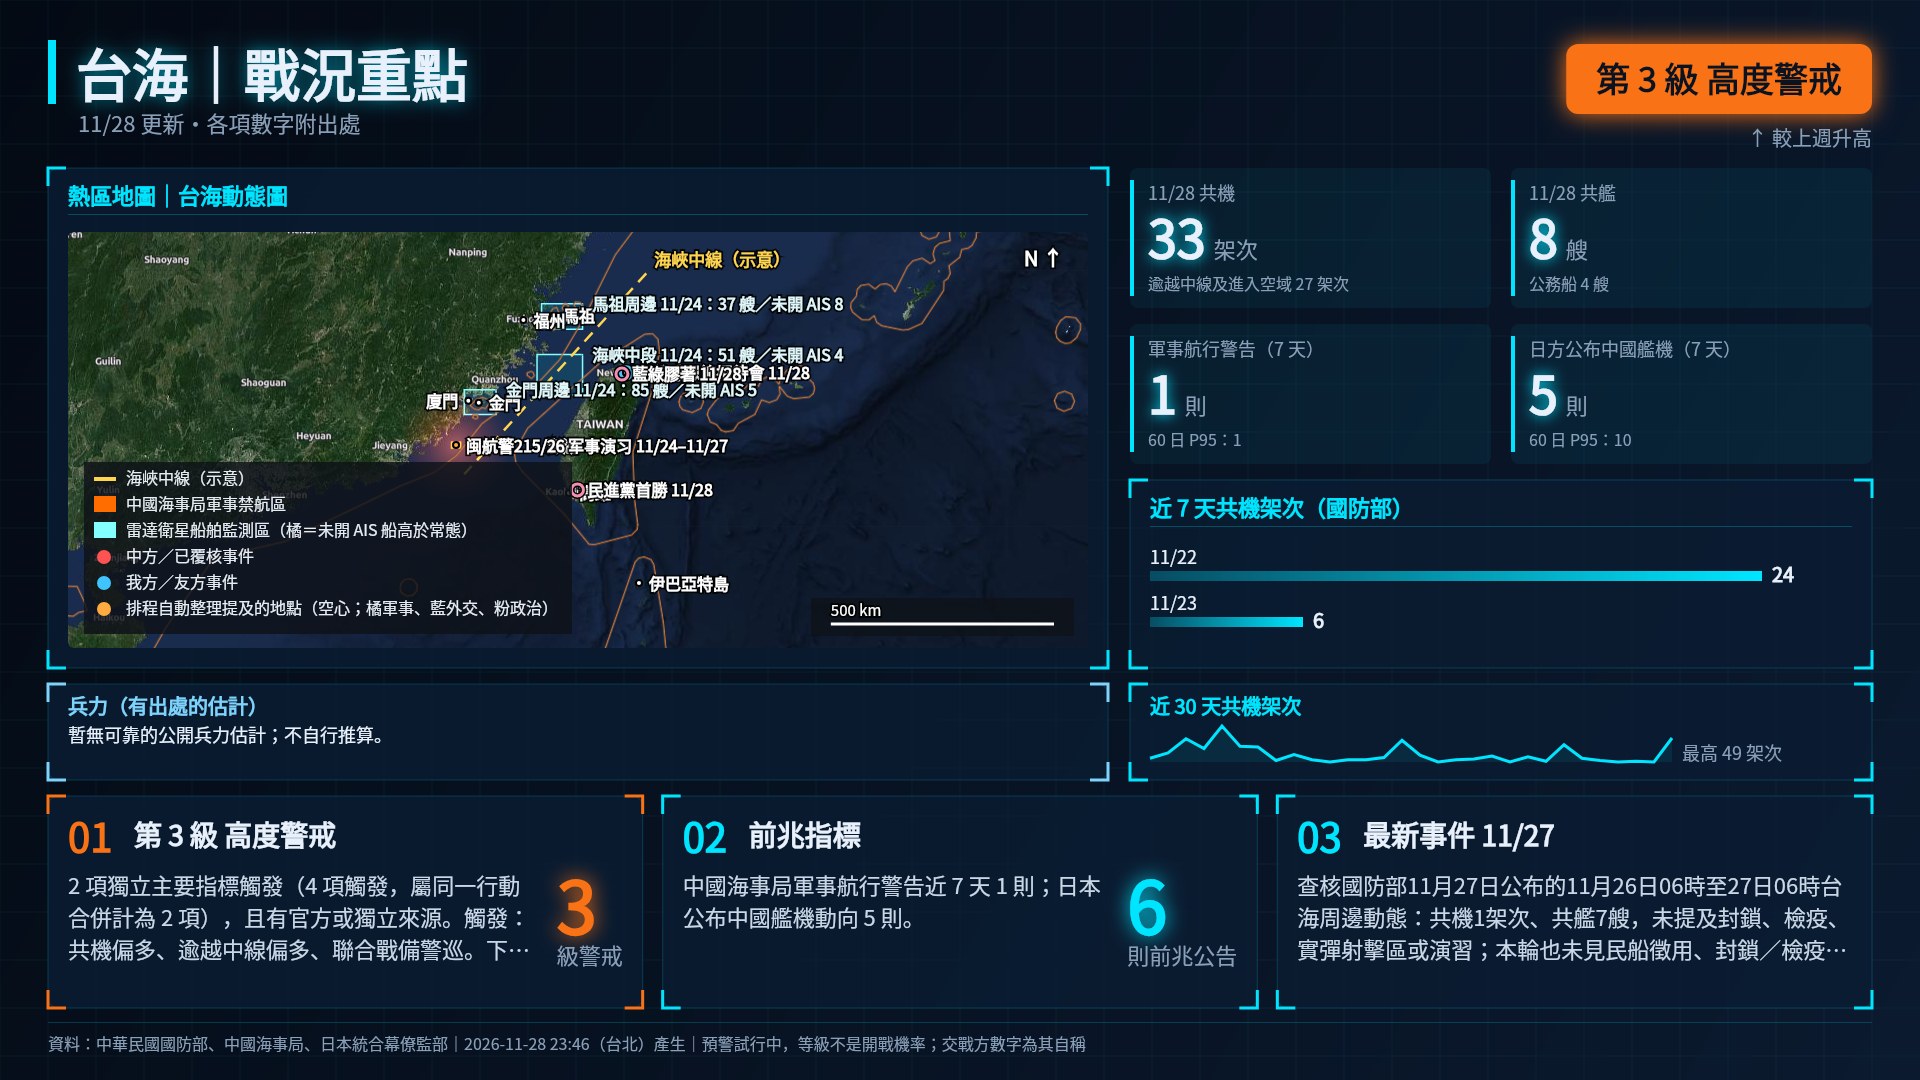 台海｜戰況重點
11/28 更新・各項數字附出處
第 3 級 高度警戒
↑ 較上週升高
熱區地圖｜台海動態圖
Shaoyang
Nanping
海峽中線（示意）
N ↑
馬祖周邊 11/24：37 艘／未開 AIS 8
福州
馬祖
Guilin
海峽中段 11/24：51 艘／未開 AIS 4
藍綠膠著 11/28
11/28
Shaoguan
Quanzhou
金門周邊 11/24：85 艘／未開 AIS 5
廈門
金門
TAIWAN
Heyuan
Jieyang
闽航警215/26 军事演习 11/24–11/27
民進黨首勝 11/28
伊巴亞特島
500 km
海峽中線（示意）
中國海事局軍事禁航區
雷達衛星船舶監測區（橘＝未開 AIS 船高於常態）
中方／已覆核事件
我方／友方事件
排程自動整理提及的地點（空心；橘軍事、藍外交、粉政治）
11/28 共機
33 架次
逾越中線及進入空域 27 架次
11/28 共艦
8 艘
公務船 4 艘
軍事航行警告（7 天）
1 則
60 日 P95：1
日方公布中國艦機（7 天）
5 則
60 日 P95：10
近 7 天共機架次（國防部）
11/22
24
11/23
6
兵力（有出處的估計）
暫無可靠的公開兵力估計；不自行推算。
近 30 天共機架次
最高 49 架次
01 第 3 級 高度警戒
2 項獨立主要指標觸發（4 項觸發，屬同一行動
合併計為 2 項），且有官方或獨立來源。觸發：
共機偏多、逾越中線偏多、聯合戰備警巡。下…
3
級警戒
02 前兆指標
中國海事局軍事航行警告近 7 天 1 則；日本
公布中國艦機動向 5 則。
6
則前兆公告
03 最新事件 11/27
查核國防部11月27日公布的11月26日06時至27日06時台
海周邊動態：共機1架次、共艦7艘，未提及封鎖、檢疫、
實彈射擊區或演習；本輪也未見民船徵用、封鎖／檢疫…
資料：中華民國國防部、中國海事局、日本統合幕僚監部｜2026-11-28 23:46（台北）產生｜預警試行中，等級不是開戰機率；交戰方數字為其自稱